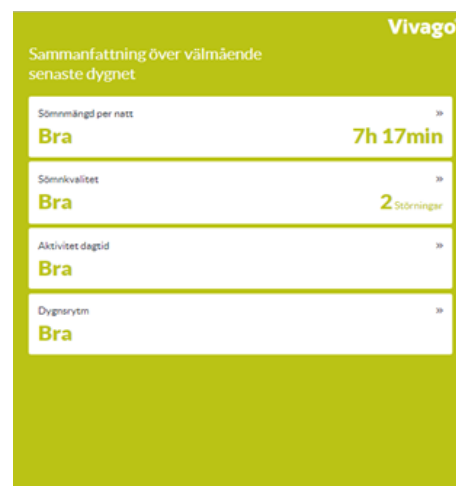 Vivago
Sammanfattning över välmående
senaste dygnet
Sömnmängd per natt »
Bra 7h 17min
Sömnkvalitet »
Bra 2 Störningar
Aktivitet dagtid »
Bra
Dygnsrytm »
Bra